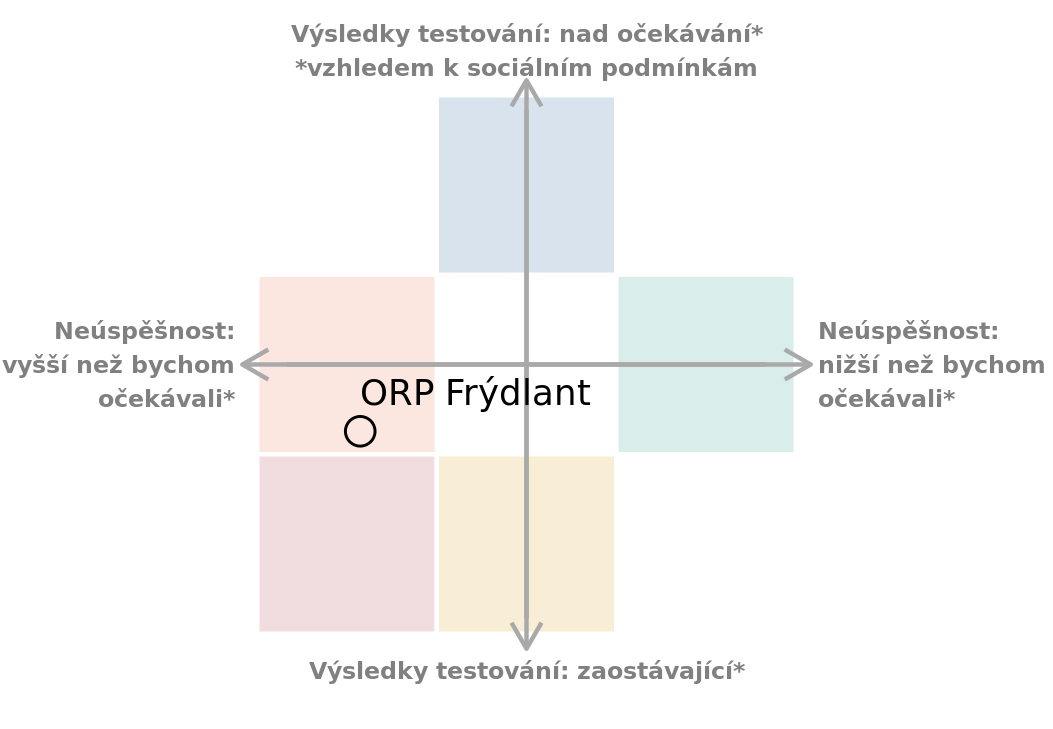 Výsledky testování: nad očekávání*
*vzhledem k sociálním podmínkám
Neúspěšnost:
vyšší než bychom
očekávali*
Neúspěšnost:
nižší než bychom
očekávali*
ORP Frýdlant
Výsledky testování: zaostávající*